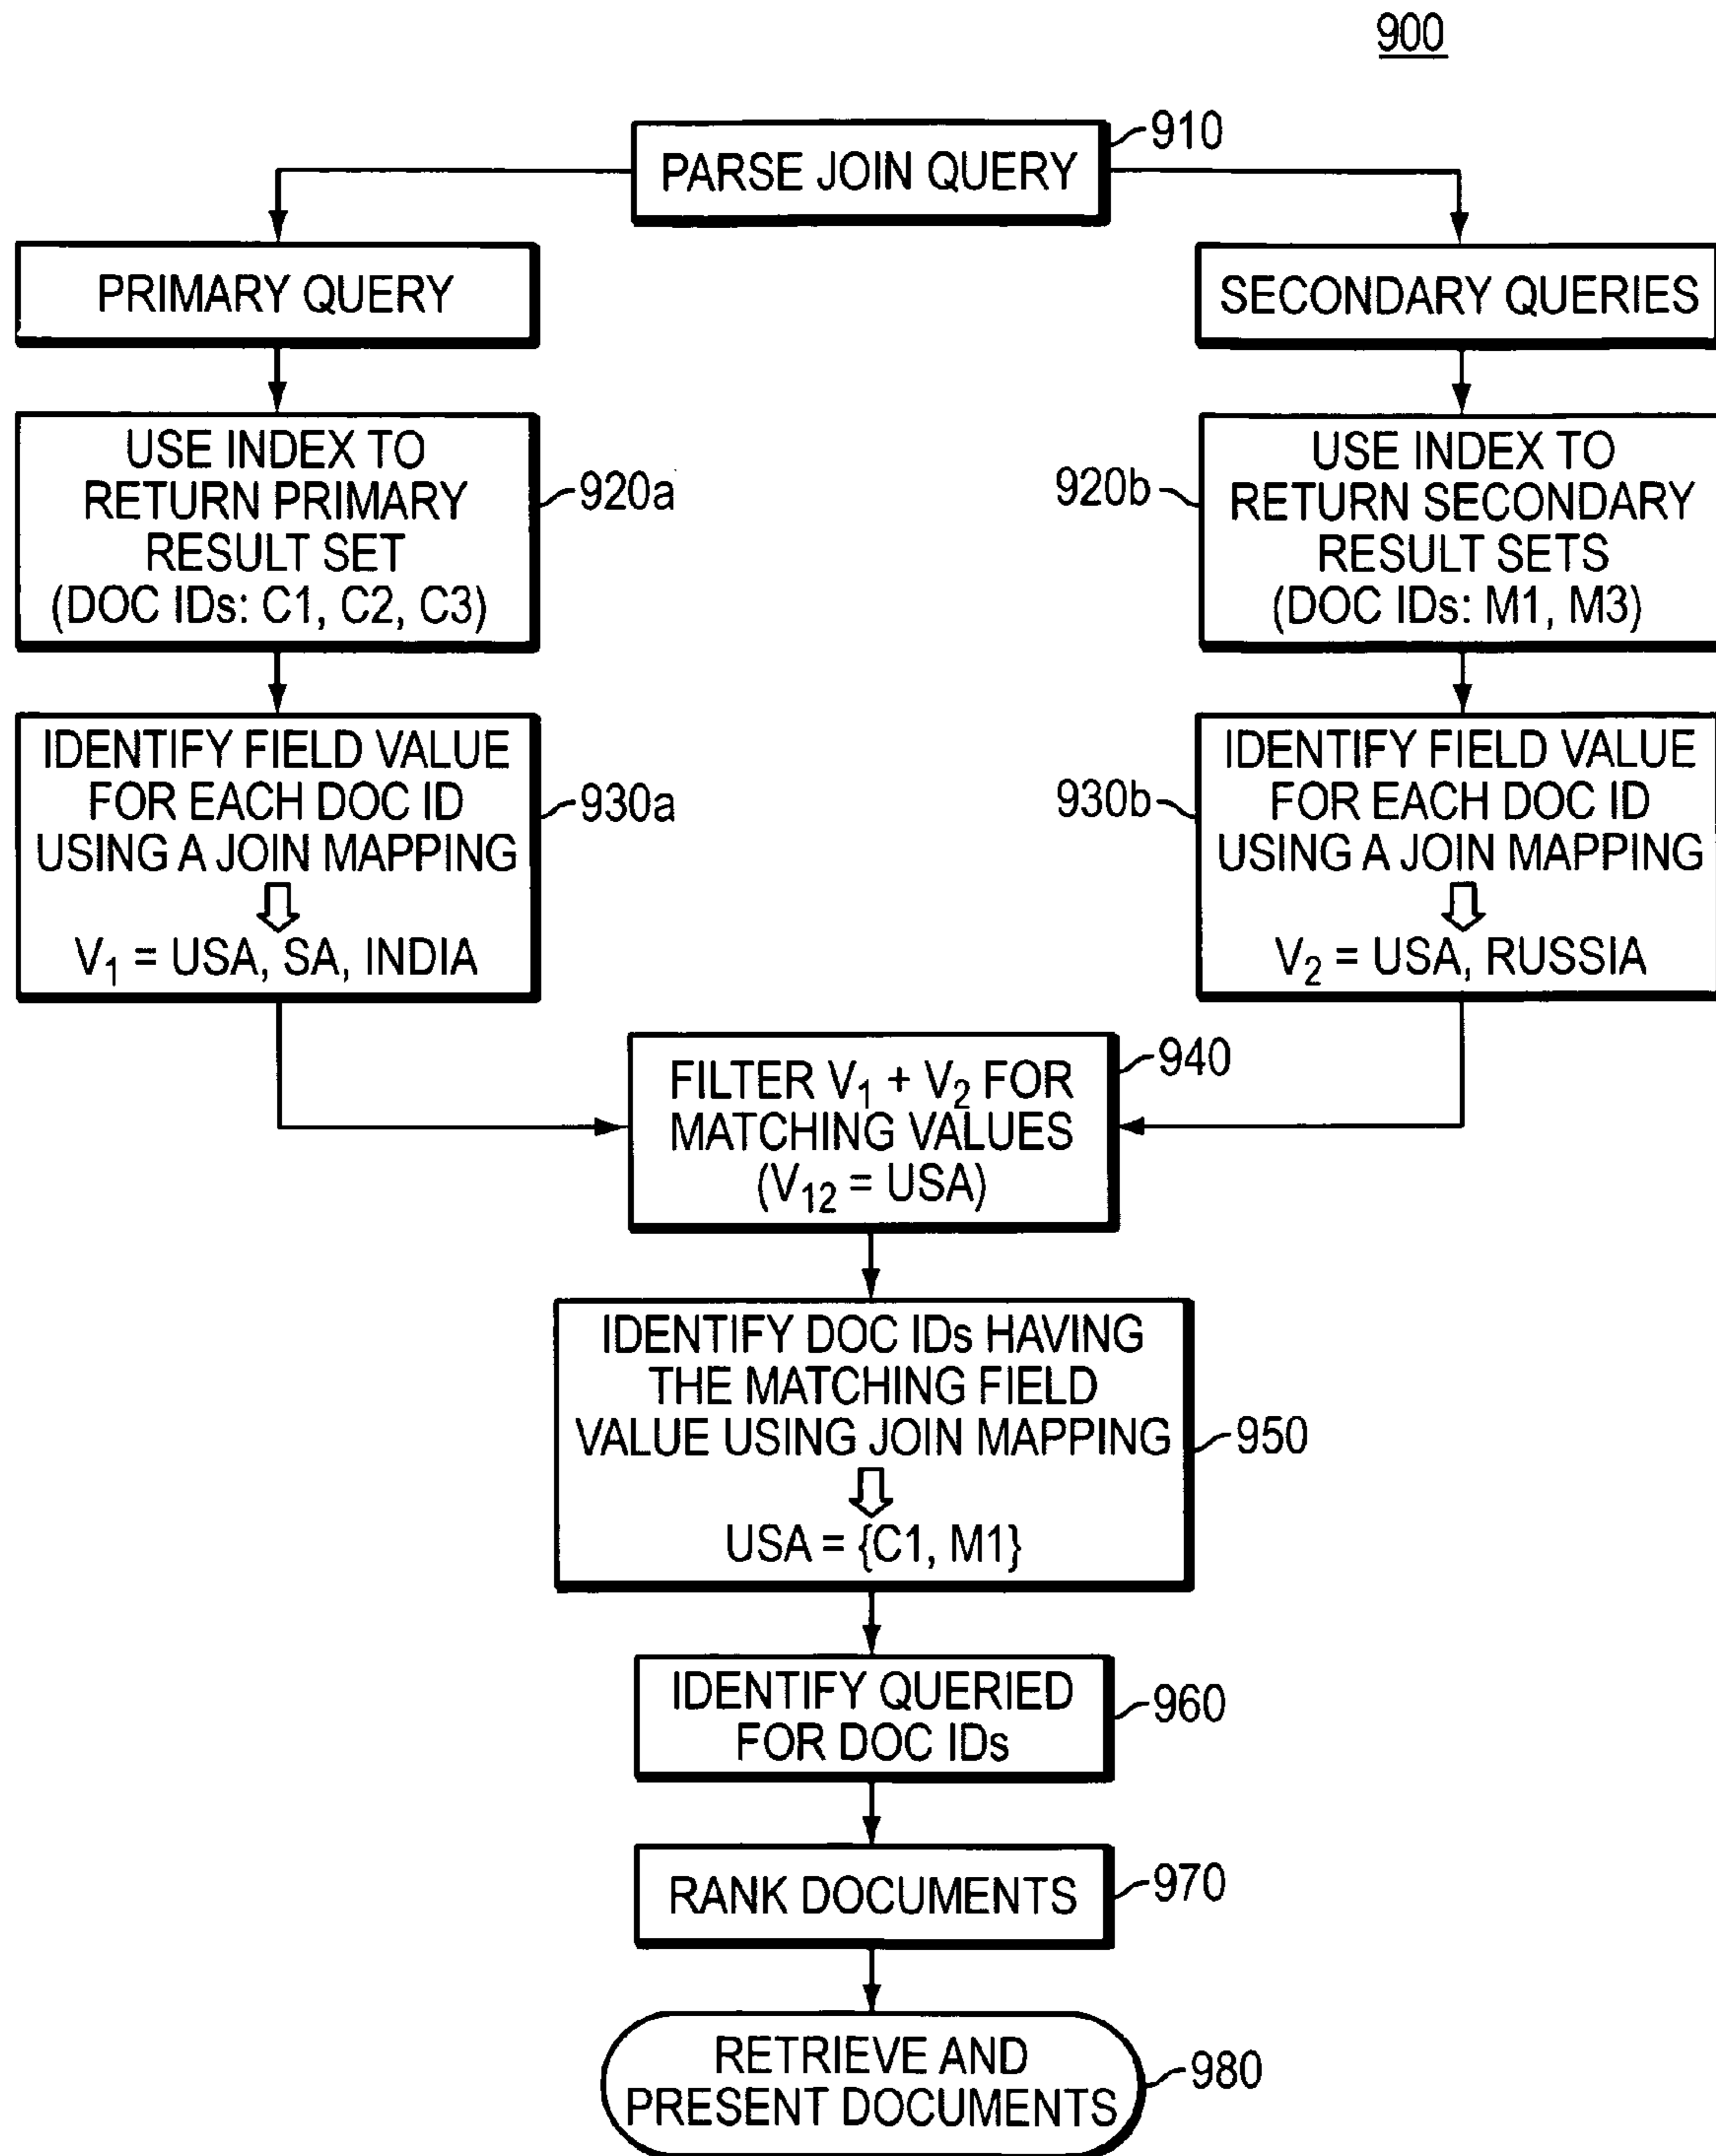 900
910
PARSE JOIN QUERY
PRIMARY QUERY
SECONDARY QUERIES
USE INDEX TO
RETURN PRIMARY
RESULT SET
(DOC IDs: C1, C2, C3)
920a
920b
USE INDEX TO
RETURN SECONDARY
RESULT SETS
(DOC IDs: M1, M3)
IDENTIFY FIELD VALUE
FOR EACH DOC ID
USING A JOIN MAPPING
V1 = USA, SA, INDIA
930a
930b
IDENTIFY FIELD VALUE
FOR EACH DOC ID
USING A JOIN MAPPING
V2 = USA, RUSSIA
FILTER V1 + V2 FOR
MATCHING VALUES
(V12 = USA)
940
IDENTIFY DOC IDs HAVING
THE MATCHING FIELD
VALUE USING JOIN MAPPING
USA = {C1, M1}
950
IDENTIFY QUERIED
FOR DOC IDs
960
RANK DOCUMENTS
970
RETRIEVE AND
PRESENT DOCUMENTS
980